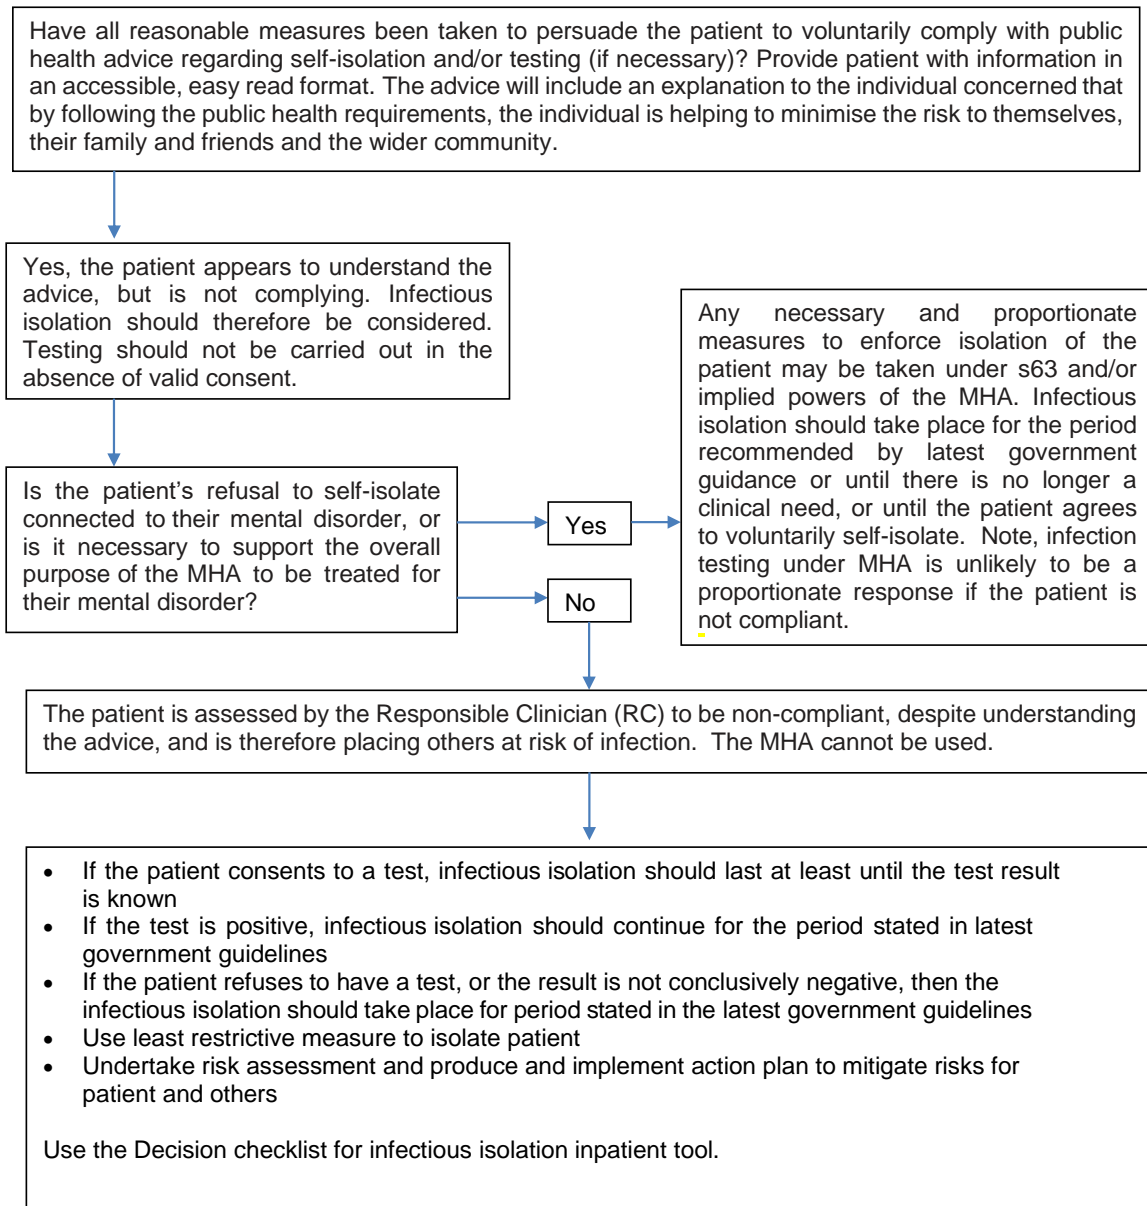 Have all reasonable measures been taken to persuade the patient to voluntarily comply with public
health advice regarding self-isolation and/or testing (if necessary)? Provide patient with information in
an accessible, easy read format. The advice will include an explanation to the individual concerned that
by following the public health requirements, the individual is helping to minimise the risk to themselves,
their family and friends and the wider community.
Yes, the patient appears to understand the
advice, but is not complying. Infectious
isolation should therefore be considered.
Testing should not be carried out in the
absence of valid consent.
Is the patient's refusal to self-isolate
connected to their mental disorder, or
is it necessary to support the overall
purpose of the MHA to be treated for
their mental disorder?
Yes
No
Any necessary and proportionate
measures to enforce isolation of the
patient may be taken under s63 and/or
implied powers of the MHA. Infectious
isolation should take place for the period
recommended by latest government
guidance or until there is no longer a
clinical need, or until the patient agrees
to voluntarily self-isolate. Note, infection
testing under MHA is unlikely to be a
proportionate response if the patient is
not compliant.
The patient is assessed by the Responsible Clinician (RC) to be non-compliant, despite understanding
the advice, and is therefore placing others at risk of infection. The MHA cannot be used.
• If the patient consents to a test, infectious isolation should last at least until the test result
is known
• If the test is positive, infectious isolation should continue for the period stated in latest
government guidelines
• If the patient refuses to have a test, or the result is not conclusively negative, then the
infectious isolation should take place for period stated in the latest government guidelines
• Use least restrictive measure to isolate patient
• Undertake risk assessment and produce and implement action plan to mitigate risks for
patient and others
Use the Decision checklist for infectious isolation inpatient tool.